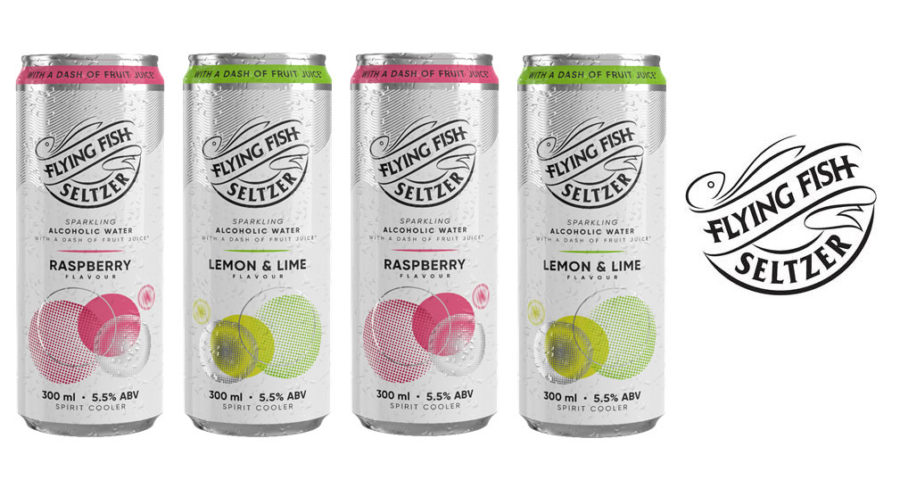 WITH A DASH OF FRUIT JUICE*
FLYING FISH
SELTZER
SPARKLING
ALCOHOLIC WATER
WITH A DASH OF FRUIT JUICE*
RASPBERRY
FLAVOUR
300 ml • 5.5% ABV
SPIRIT COOLER
WITH A DASH OF FRUIT JUICE*
FLYING FISH
SELTZER
SPARKLING
ALCOHOLIC WATER
WITH A DASH OF FRUIT JUICE*
LEMON & LIME
FLAVOUR
300 ml • 5.5% ABV
SPIRIT COOLER
WITH A DASH OF FRUIT JUICE*
FLYING FISH
SELTZER
SPARKLING
ALCOHOLIC WATER
WITH A DASH OF FRUIT JUICE*
RASPBERRY
FLAVOUR
300 ml • 5.5% ABV
SPIRIT COOLER
WITH A DASH OF FRUIT JUICE*
FLYING FISH
SELTZER
SPARKLING
ALCOHOLIC WATER
WITH A DASH OF FRUIT JUICE*
LEMON & LIME
FLAVOUR
300 ml • 5.5% ABV
SPIRIT COOLER
FLYING FISH
SELTZER